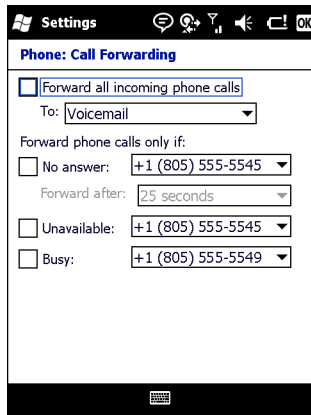 Settings OK
Phone: Call Forwarding
Forward all incoming phone calls
To: Voicemail
Forward phone calls only if:
No answer: +1 (805) 555-5545
Forward after: 25 seconds
Unavailable: +1 (805) 555-5545
Busy: +1 (805) 555-5549